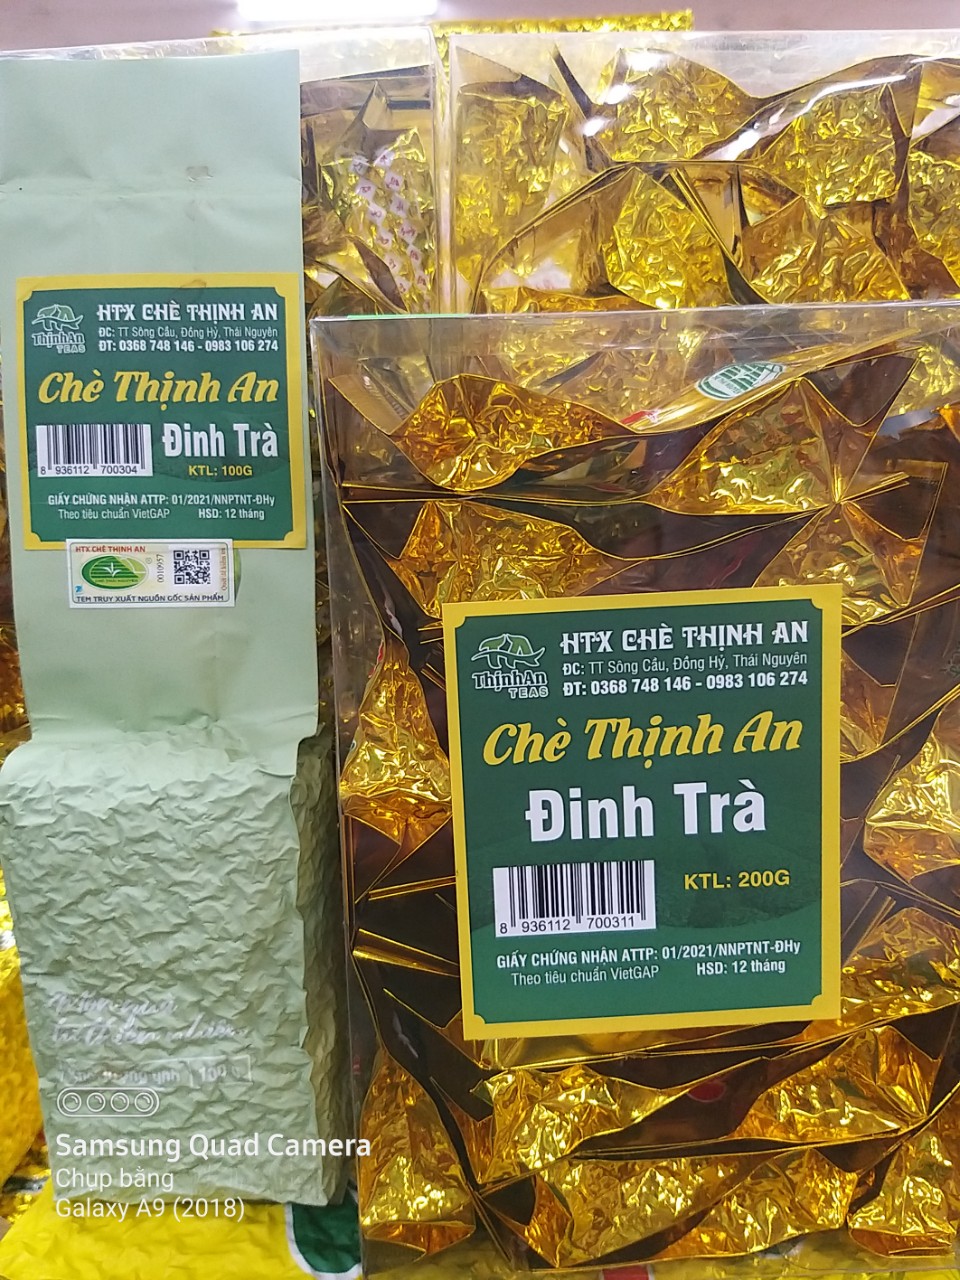 HTX CHÈ THỊNH AN
ĐC: TT Sông Cầu, Đồng Hỷ, Thái Nguyên
ĐT: 0368 748 146 - 0983 106 274
ThịnhAn
TEAS
Chè Thịnh An
Đinh Trà
8 936112 700304
KTL: 100G
GIẤY CHỨNG NHẬN ATTP: 01/2021/NNPTNT-ĐHy
Theo tiêu chuẩn VietGAP HSD: 12 tháng
HTX CHÈ THỊNH AN
0010957
TEM TRUY XUẤT NGUỒN GỐC SẢN PHẨM
HTX CHÈ THỊNH AN
ĐC: TT Sông Cầu, Đồng Hỷ, Thái Nguyên
ĐT: 0368 748 146 - 0983 106 274
ThịnhAn
TEAS
Chè Thịnh An
Đinh Trà
KTL: 200G
8 936112 700311
GIẤY CHỨNG NHẬN ATTP: 01/2021/NNPTNT-ĐHy
Theo tiêu chuẩn VietGAP HSD: 12 tháng
Samsung Quad Camera
Chụp bằng
Galaxy A9 (2018)